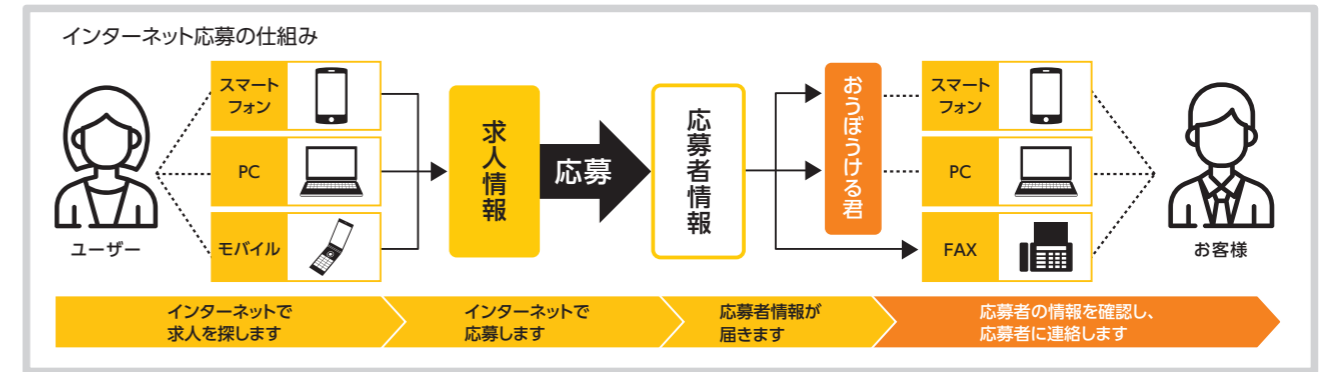 インターネット応募の仕組み
ユーザー
スマート
フォン
PC
モバイル
求人情報
応募
応募者情報
おうぼうける君
スマート
フォン
PC
FAX
お客様
インターネットで
求人を探します
インターネットで
応募します
応募者情報が
届きます
応募者の情報を確認し、
応募者に連絡します